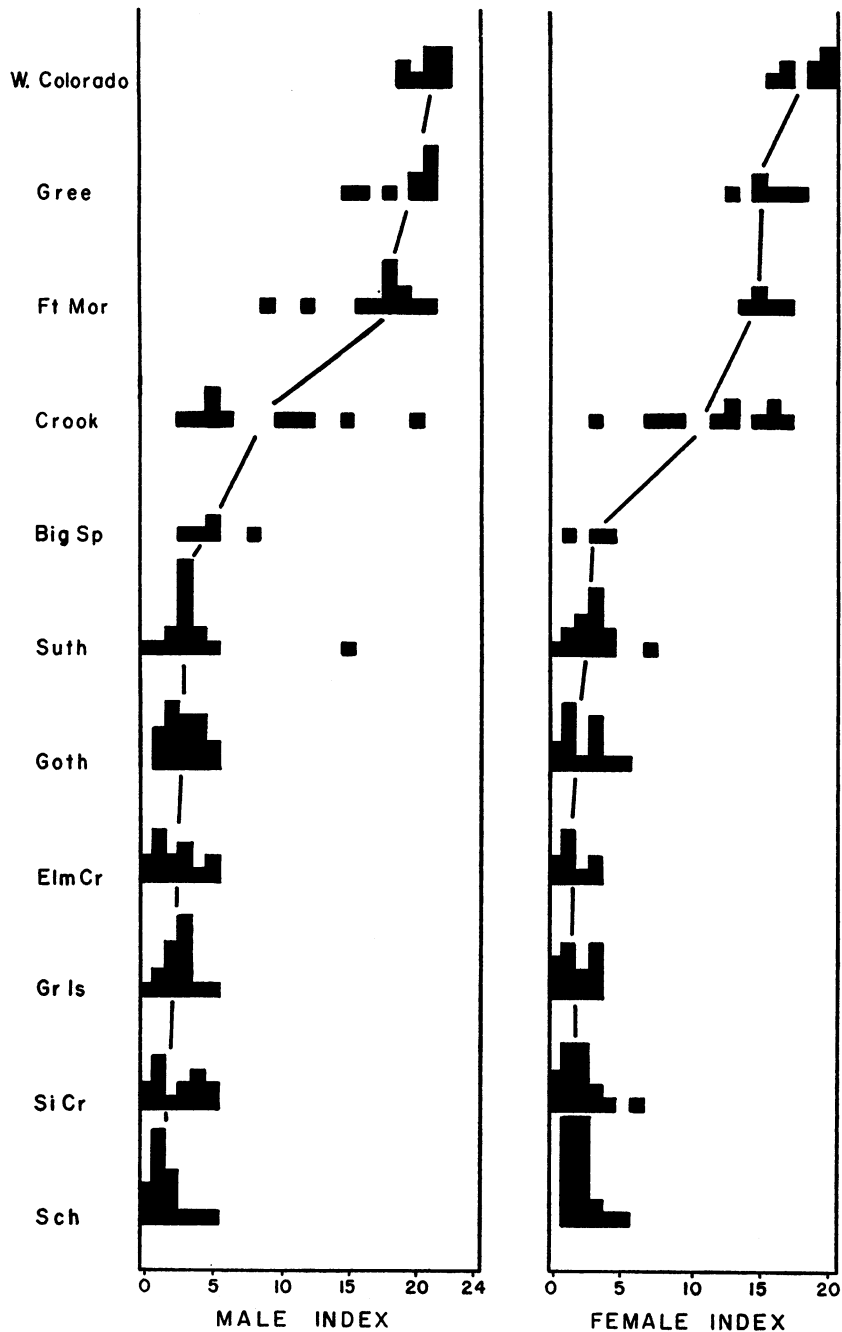 W. Colorado
Gree
Ft Mor
Crook
Big Sp
Suth
Goth
Elm Cr
Gr Is
Si Cr
Sch
0 5 10 15 20 24 0 5 10 15 20
MALE INDEX FEMALE INDEX